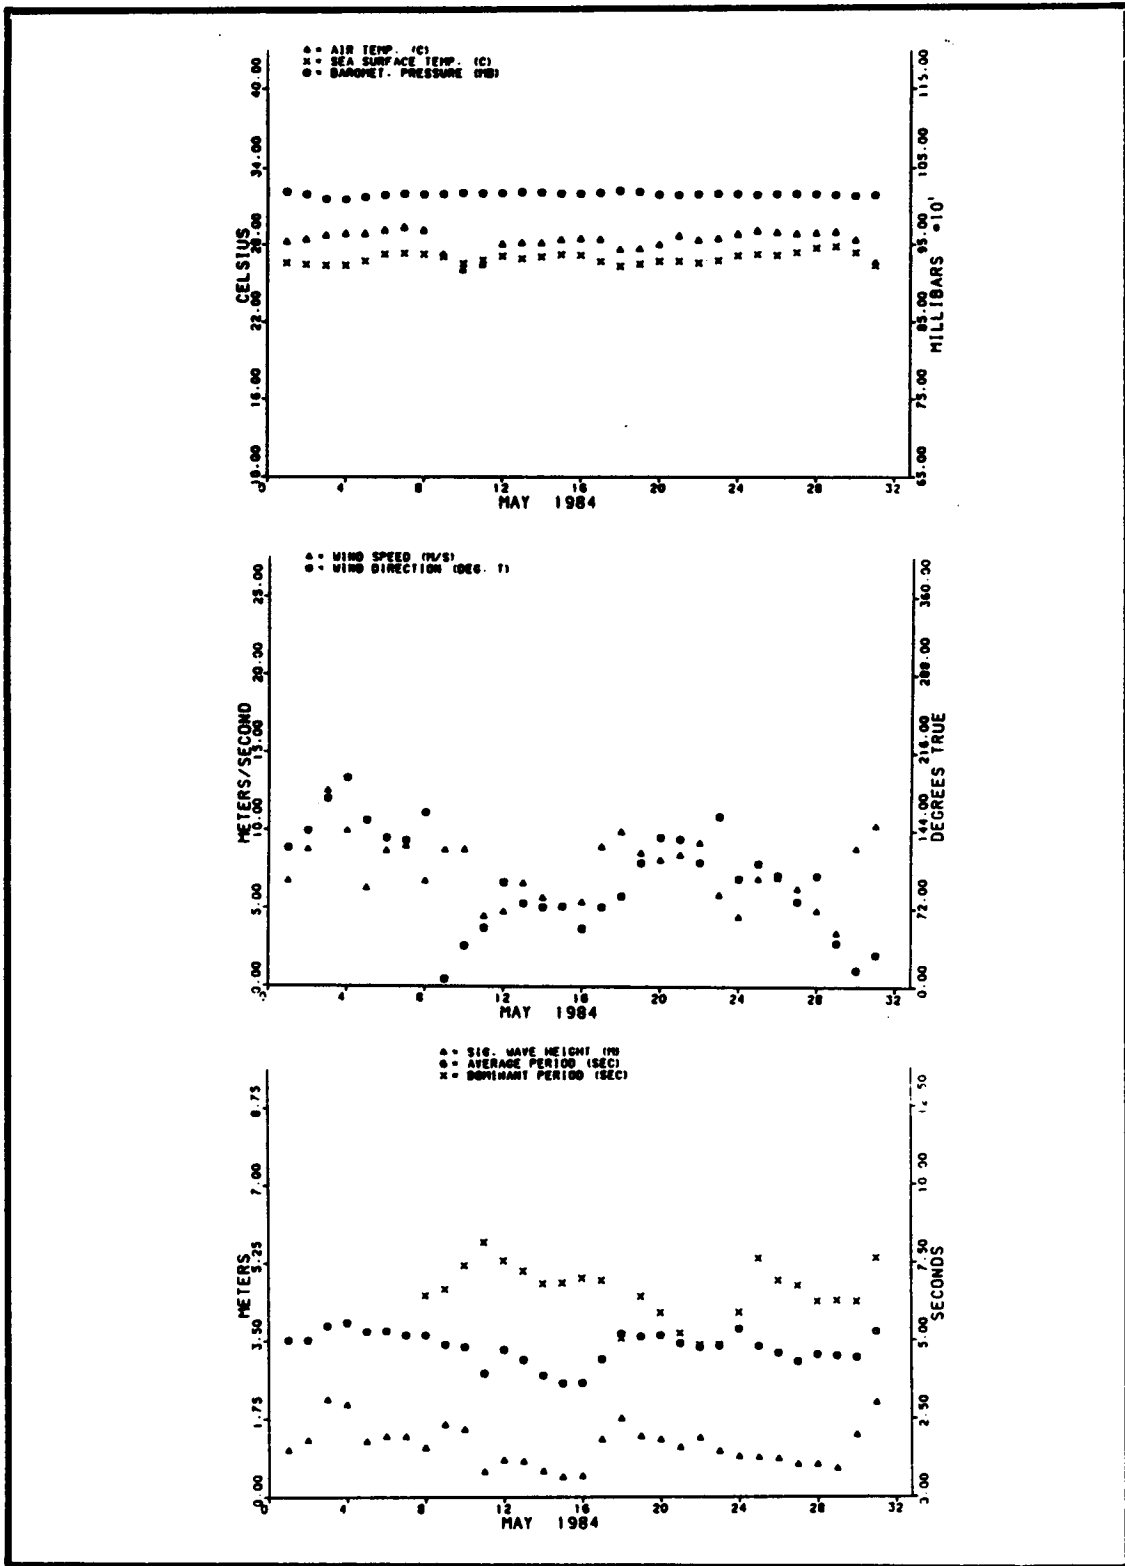 ▲ = AIR TEMP. (C)
x = SEA SURFACE TEMP. (C)
● = BAROMET. PRESSURE (MB)
40.00
34.00
28.00
22.00
16.00
10.00
CELSIUS
115.00
105.00
95.00
85.00
75.00
65.00
MILLIBARS *10¹
0 4 8 12 16 20 24 28 32
MAY 1984
▲ = WIND SPEED (M/S)
● = WIND DIRECTION (DEG. T)
25.00
20.00
15.00
10.00
5.00
0.00
METERS/SECOND
360.00
288.00
216.00
144.00
72.00
0.00
DEGREES TRUE
0 4 8 12 16 20 24 28 32
MAY 1984
▲ = SIG. WAVE HEIGHT (M)
● = AVERAGE PERIOD (SEC)
x = DOMINANT PERIOD (SEC)
8.75
7.00
5.25
3.50
1.75
0.00
METERS
12.50
10.00
7.50
5.00
2.50
0.00
SECONDS
0 4 8 12 16 20 24 28 32
MAY 1984